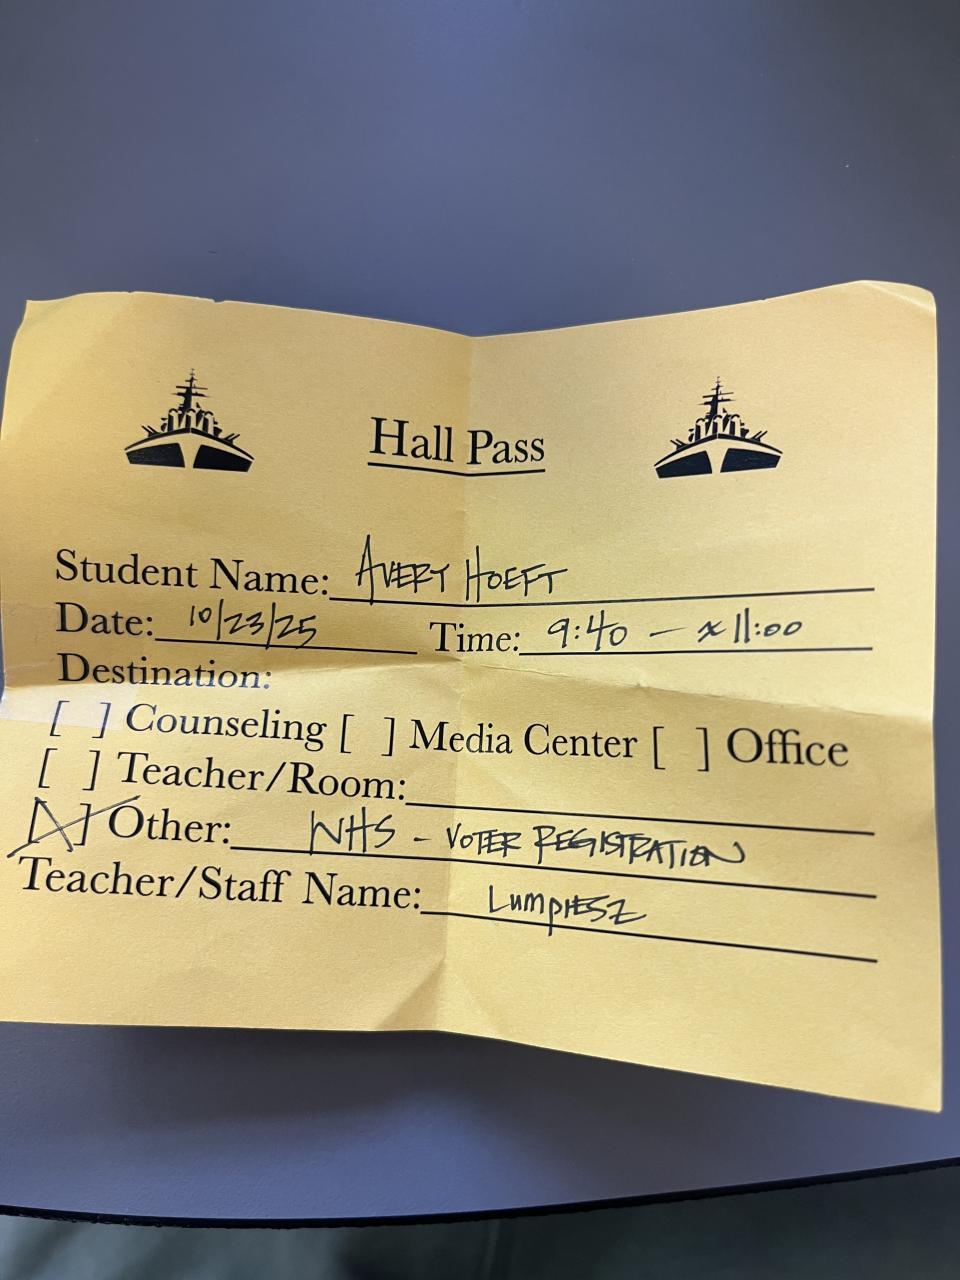 Hall Pass
Student Name: AVERY HOEFT
Date: 10/23/25 Time: 9:40 – ≈ 11:00
Destination:
[ ] Counseling [ ] Media Center [ ] Office
[ ] Teacher/Room:
[X] Other: NHS - VOTER REGISTRATION
Teacher/Staff Name: